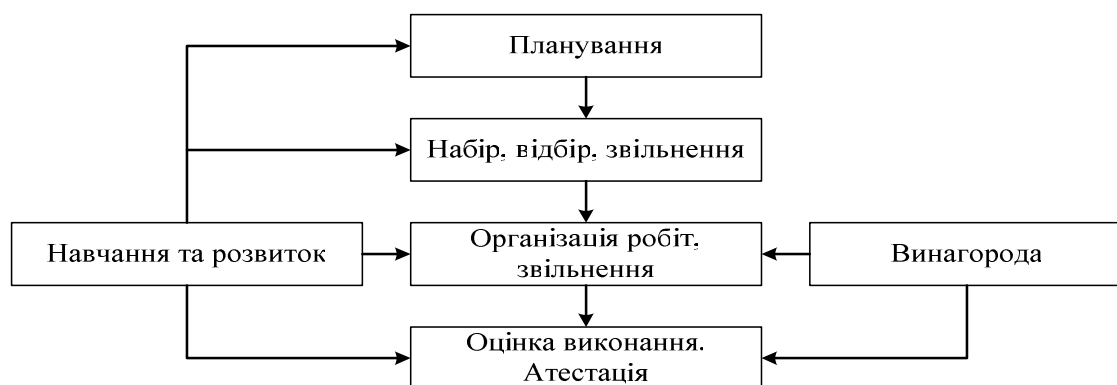 Планування
Набір, відбір, звільнення
Навчання та розвиток
Організація робіт,
звільнення
Винагорода
Оцінка виконання.
Атестація